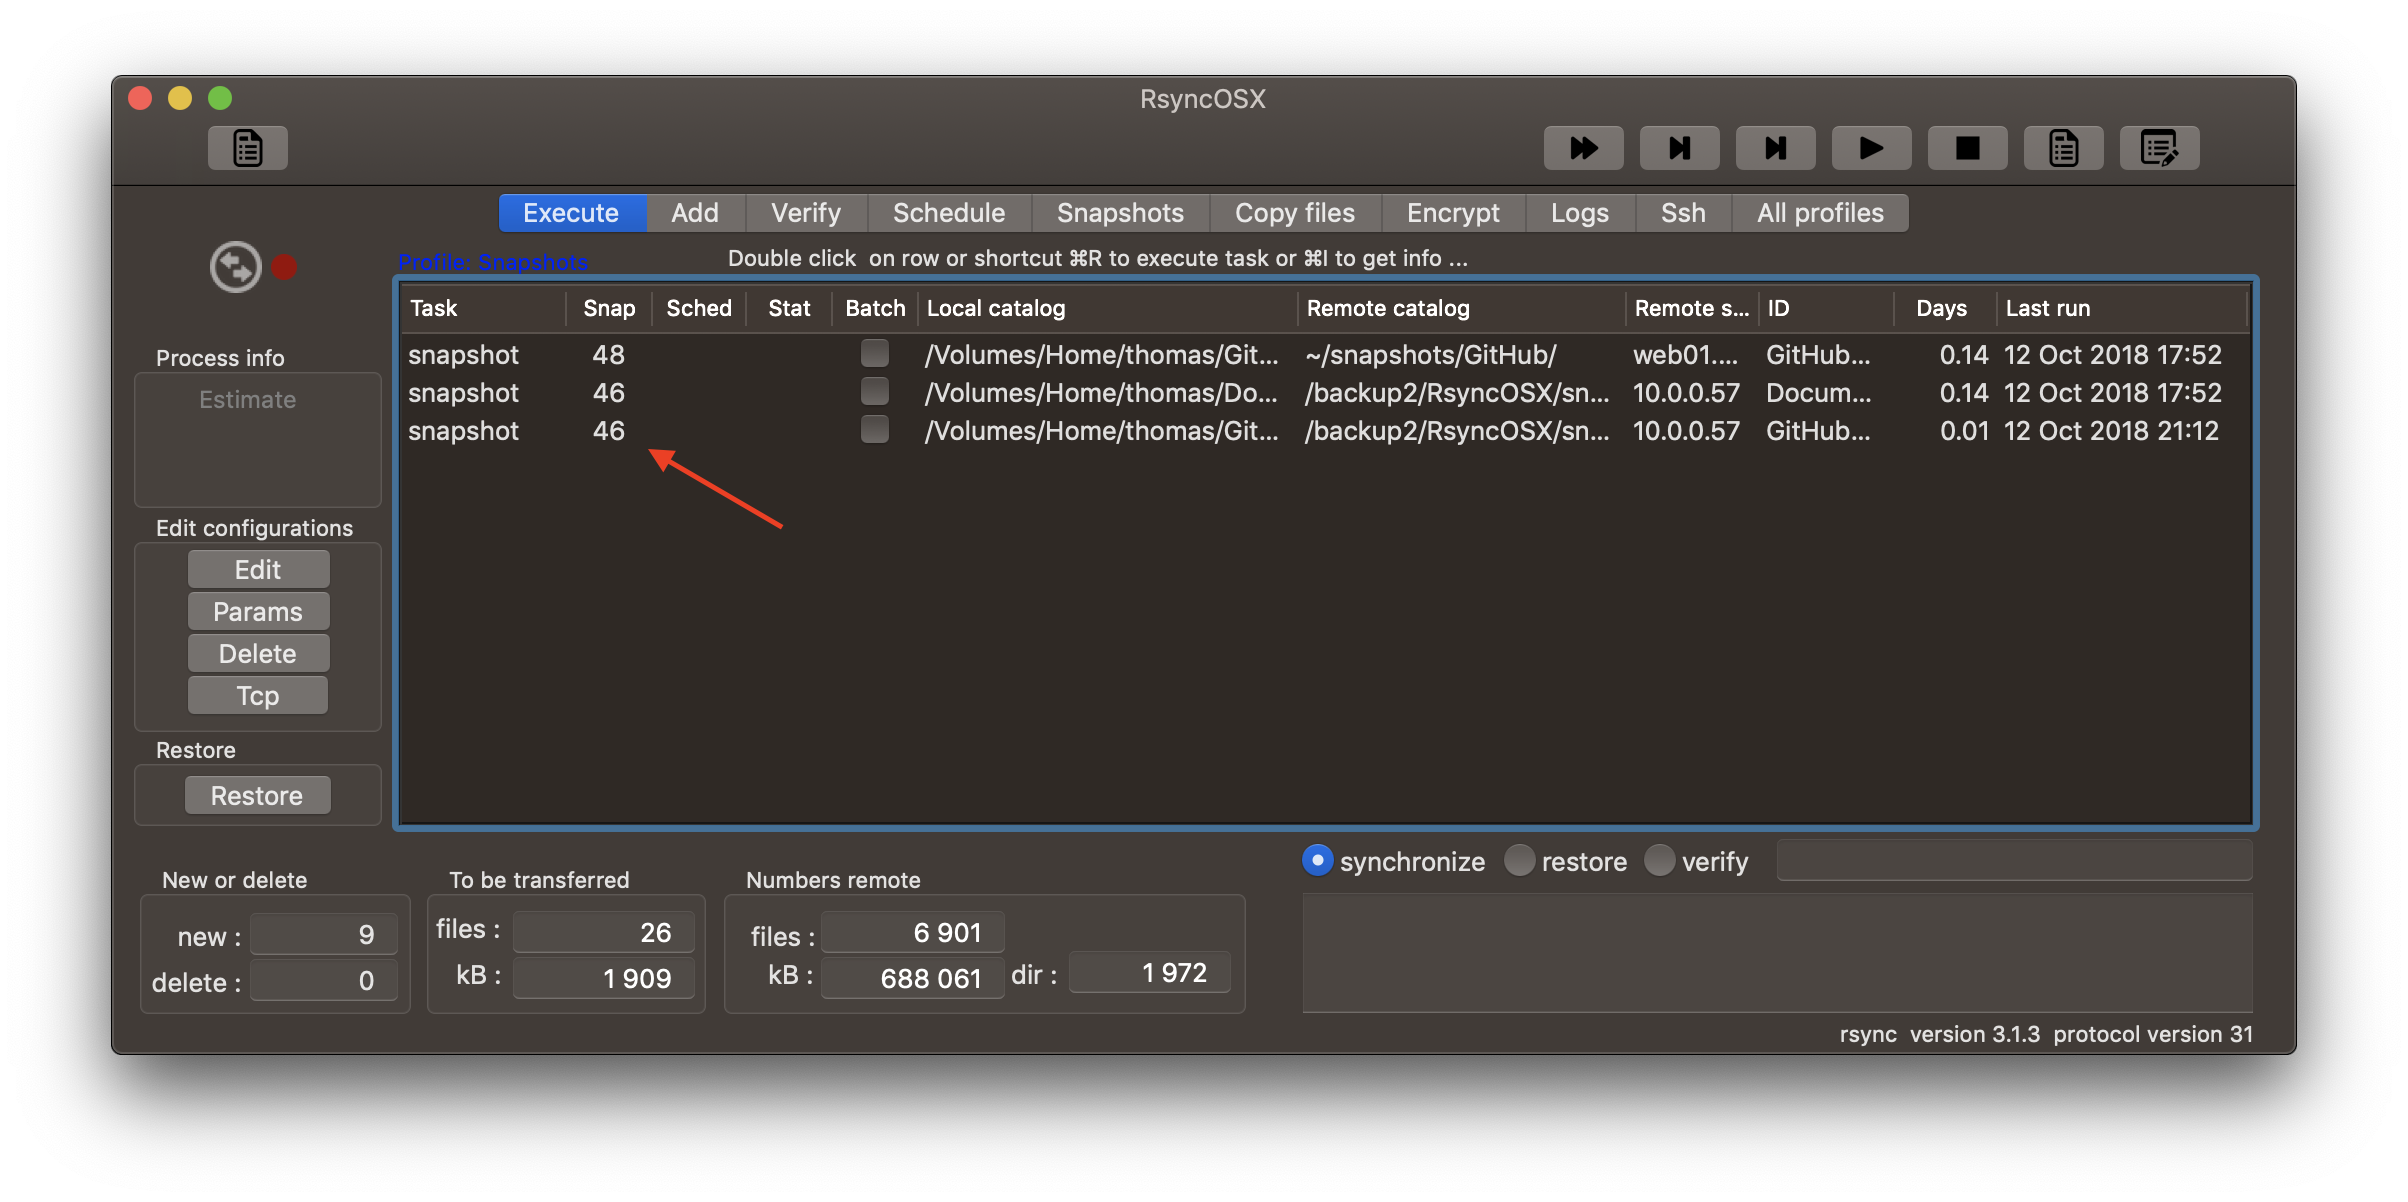 RsyncOSX
Execute Add Verify Schedule Snapshots Copy files Encrypt Logs Ssh All profiles
Profile: Snapshots Double click on row or shortcut ⌘R to execute task or ⌘I to get info ...
Task Snap Sched Stat Batch Local catalog Remote catalog Remote s... ID Days Last run
snapshot 48 /Volumes/Home/thomas/Git... ~/snapshots/GitHub/ web01.... GitHub... 0.14 12 Oct 2018 17:52
snapshot 46 /Volumes/Home/thomas/Do... /backup2/RsyncOSX/sn... 10.0.0.57 Docum... 0.14 12 Oct 2018 17:52
snapshot 46 /Volumes/Home/thomas/Git... /backup2/RsyncOSX/sn... 10.0.0.57 GitHub... 0.01 12 Oct 2018 21:12
Process info
Estimate
Edit configurations
Edit
Params
Delete
Tcp
Restore
Restore
synchronize restore verify
New or delete
new : 9
delete : 0
To be transferred
files : 26
kB : 1 909
Numbers remote
files : 6 901
kB : 688 061 dir : 1 972
rsync version 3.1.3 protocol version 31